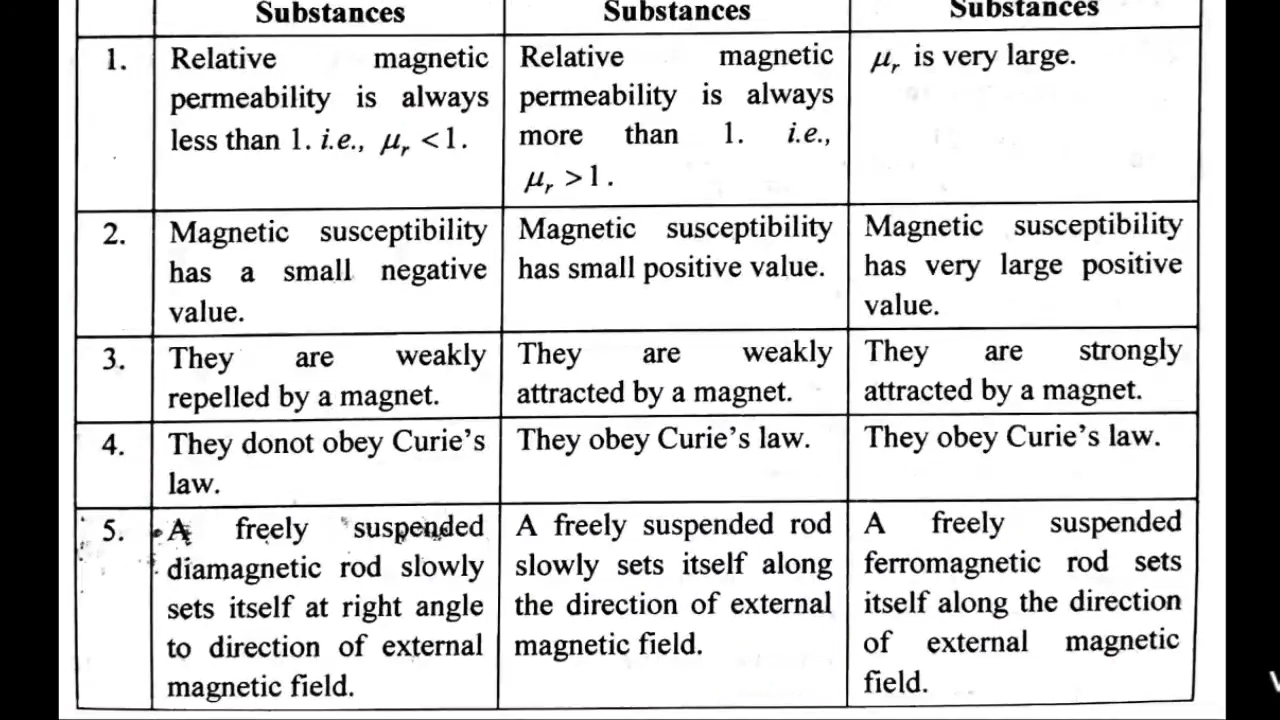 Substances
Substances
Substances
1.
Relative magnetic
permeability is always
less than 1. i.e., μr < 1.
Relative magnetic
permeability is always
more than 1. i.e.,
μr > 1.
μr is very large.
2.
Magnetic susceptibility
has a small negative
value.
Magnetic susceptibility
has small positive value.
Magnetic susceptibility
has very large positive
value.
3.
They are weakly
repelled by a magnet.
They are weakly
attracted by a magnet.
They are strongly
attracted by a magnet.
4.
They donot obey Curie's
law.
They obey Curie's law.
They obey Curie's law.
5.
A freely suspended
diamagnetic rod slowly
sets itself at right angle
to direction of external
magnetic field.
A freely suspended rod
slowly sets itself along
the direction of external
magnetic field.
A freely suspended
ferromagnetic rod sets
itself along the direction
of external magnetic
field.